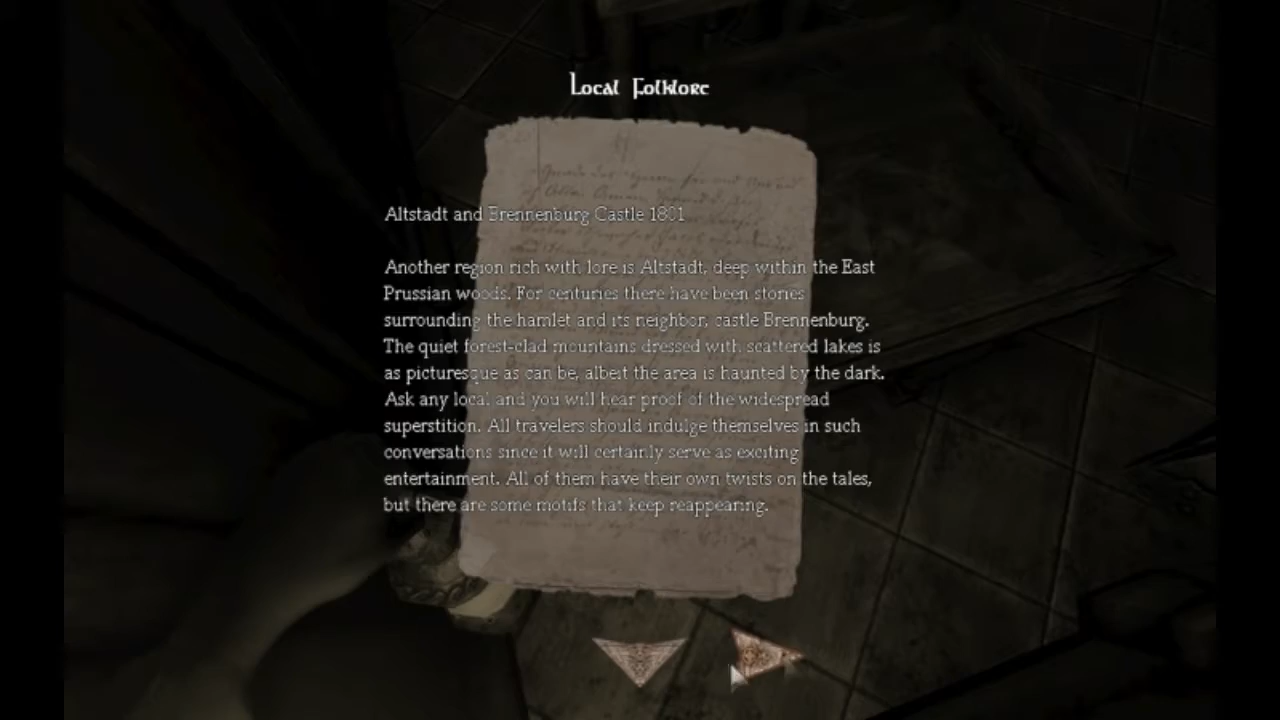 Local Folklore
Altstadt and Brennenburg Castle 1801
Another region rich with lore is Altstadt, deep within the East
Prussian woods. For centuries there have been stories
surrounding the hamlet and its neighbor, castle Brennenburg.
The quiet forest-clad mountains dressed with scattered lakes is
as picturesque as can be, albeit the area is haunted by the dark.
Ask any local and you will hear proof of the widespread
superstition. All travelers should indulge themselves in such
conversations since it will certainly serve as exciting
entertainment. All of them have their own twists on the tales,
but there are some motifs that keep reappearing.